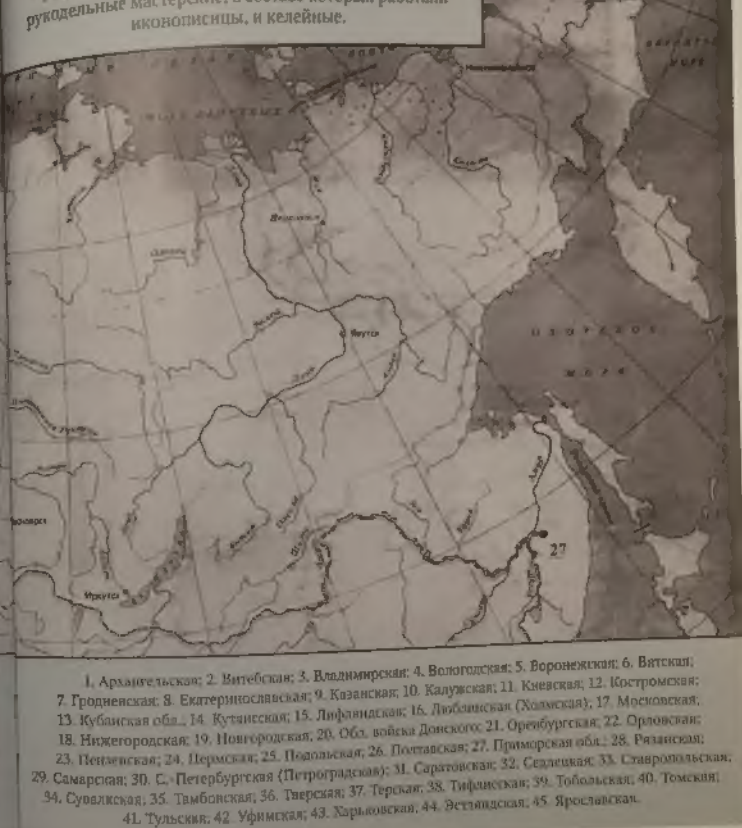 рукодельные мастерские, в составе которых работали
иконописицы, и келейные.
МОРЕ
Якутск
Лена
ОХОТСКОЕ
МОРЕ
Амур
27
Иркутск
1. Архангельская; 2. Витебская; 3. Владимирская; 4. Вологодская; 5. Воронежская; 6. Вятская;
7. Гродненская; 8. Екатеринославская; 9. Казанская; 10. Калужская; 11. Киевская; 12. Костромская;
13. Кубанская обл.; 14. Кутаисская; 15. Лифляндская; 16. Люблинская (Холмская); 17. Московская;
18. Нижегородская; 19. Новгородская; 20. Обл. войска Донского; 21. Оренбургская; 22. Орловская;
23. Пензенская; 24. Пермская; 25. Подольская; 26. Полтавская; 27. Приморская обл.; 28. Рязанская;
29. Самарская; 30. С.-Петербургская (Петроградская); 31. Саратовская; 32. Седлецкая; 33. Ставропольская;
34. Сувалкская; 35. Тамбовская; 36. Тверская; 37. Терская; 38. Тифлисская; 39. Тобольская; 40. Томская;
41. Тульская; 42. Уфимская; 43. Харьковская; 44. Эстляндская; 45. Ярославская.